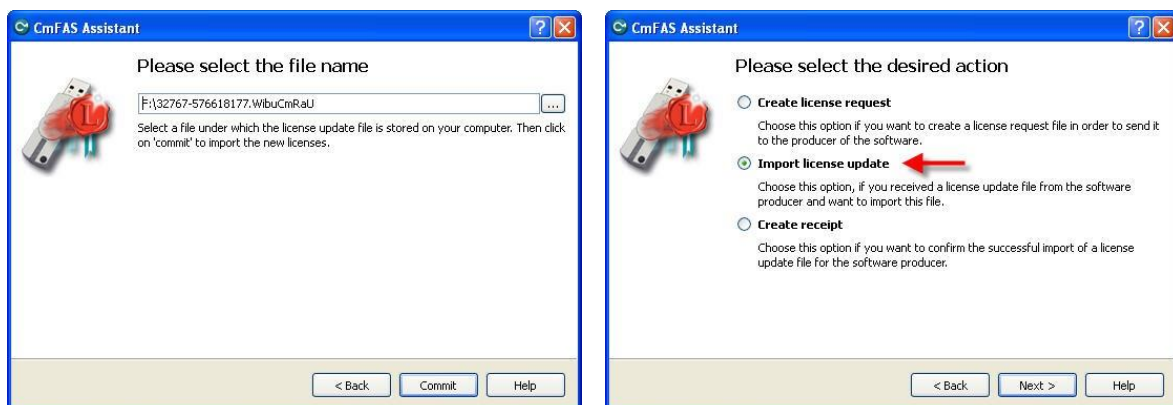 CmFAS Assistant
Please select the file name
F:\32767-576618177.WibuCmRaU
...
Select a file under which the license update file is stored on your computer. Then click
on 'commit' to import the new licenses.
< Back
Commit
Help
CmFAS Assistant
Please select the desired action
Create license request
Choose this option if you want to create a license request file in order to send it
to the producer of the software.
Import license update
Choose this option, if you received a license update file from the software
producer and want to import this file.
Create receipt
Choose this option if you want to confirm the successful import of a license
update file for the software producer.
< Back
Next >
Help